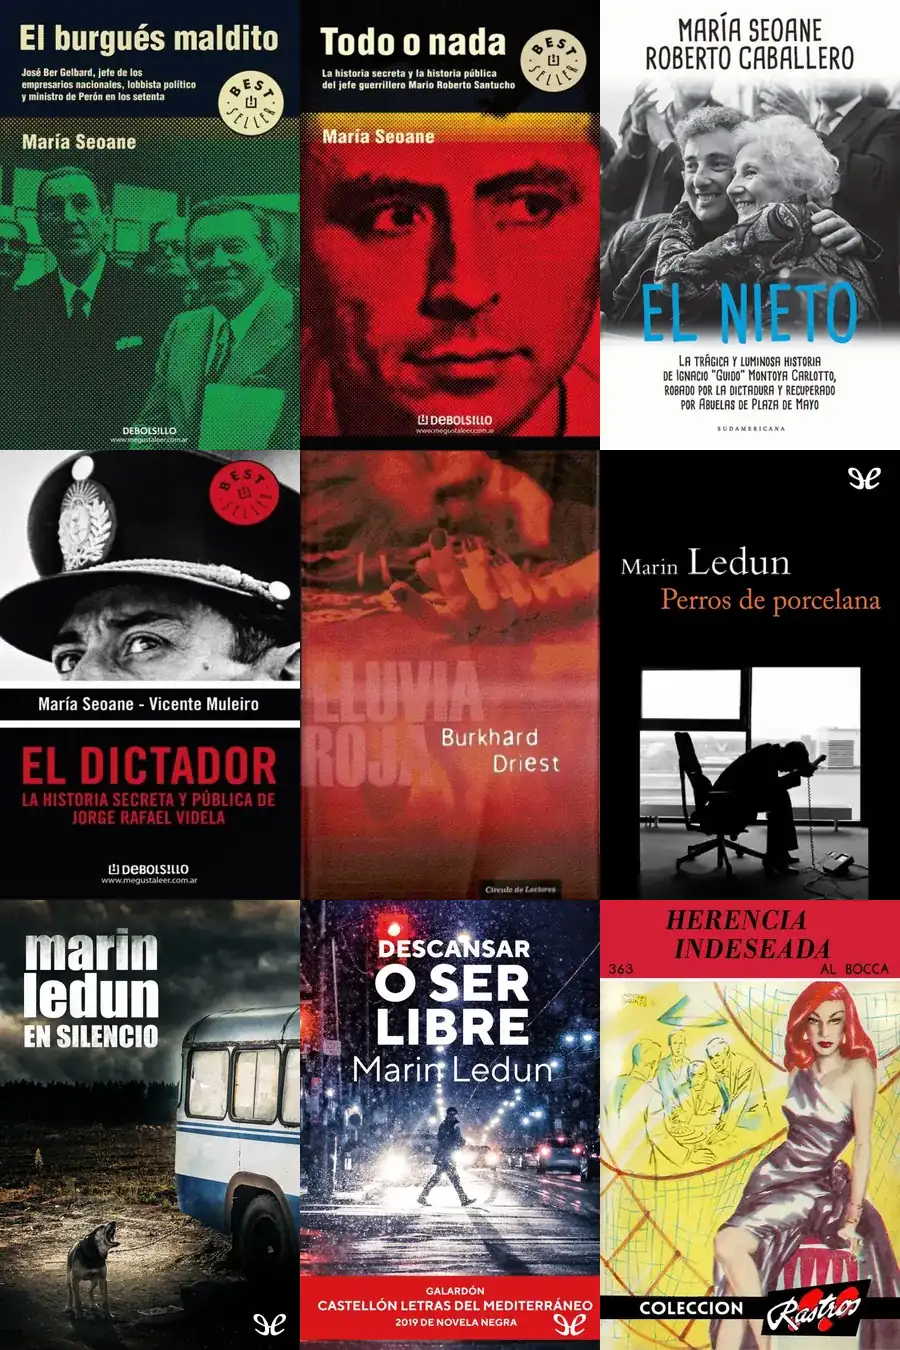 El burgués maldito
José Ber Gelbard, jefe de los
empresarios nacionales, lobbista político
y ministro de Perón en los setenta
BEST
SELLER
María Seoane
DEBOLSILLO
www.megustaleer.com.ar
Todo o nada
La historia secreta y la historia pública
del jefe guerrillero Mario Roberto Santucho
BEST
SELLER
María Seoane
DEBOLSILLO
www.megustaleer.com.ar
MARÍA SEOANE
ROBERTO CABALLERO
EL NIETO
LA TRÁGICA Y LUMINOSA HISTORIA
DE IGNACIO "GUIDO" MONTOYA CARLOTTO,
ROBADO POR LA DICTADURA Y RECUPERADO
POR ABUELAS DE PLAZA DE MAYO
SUDAMERICANA
BEST
SELLER
María Seoane - Vicente Muleiro
EL DICTADOR
LA HISTORIA SECRETA Y PÚBLICA DE
JORGE RAFAEL VIDELA
DEBOLSILLO
www.megustaleer.com.ar
LLUVIA
ROJA
Burkhard
Driest
Círculo de Lectores
Marin Ledun
Perros de porcelana
marin
ledun
EN SILENCIO
DESCANSAR
O SER
LIBRE
Marin Ledun
GALARDÓN
CASTELLÓN LETRAS DEL MEDITERRÁNEO
2019 DE NOVELA NEGRA
HERENCIA
INDESEADA
363
AL BOCCA
COLECCION
Rastros